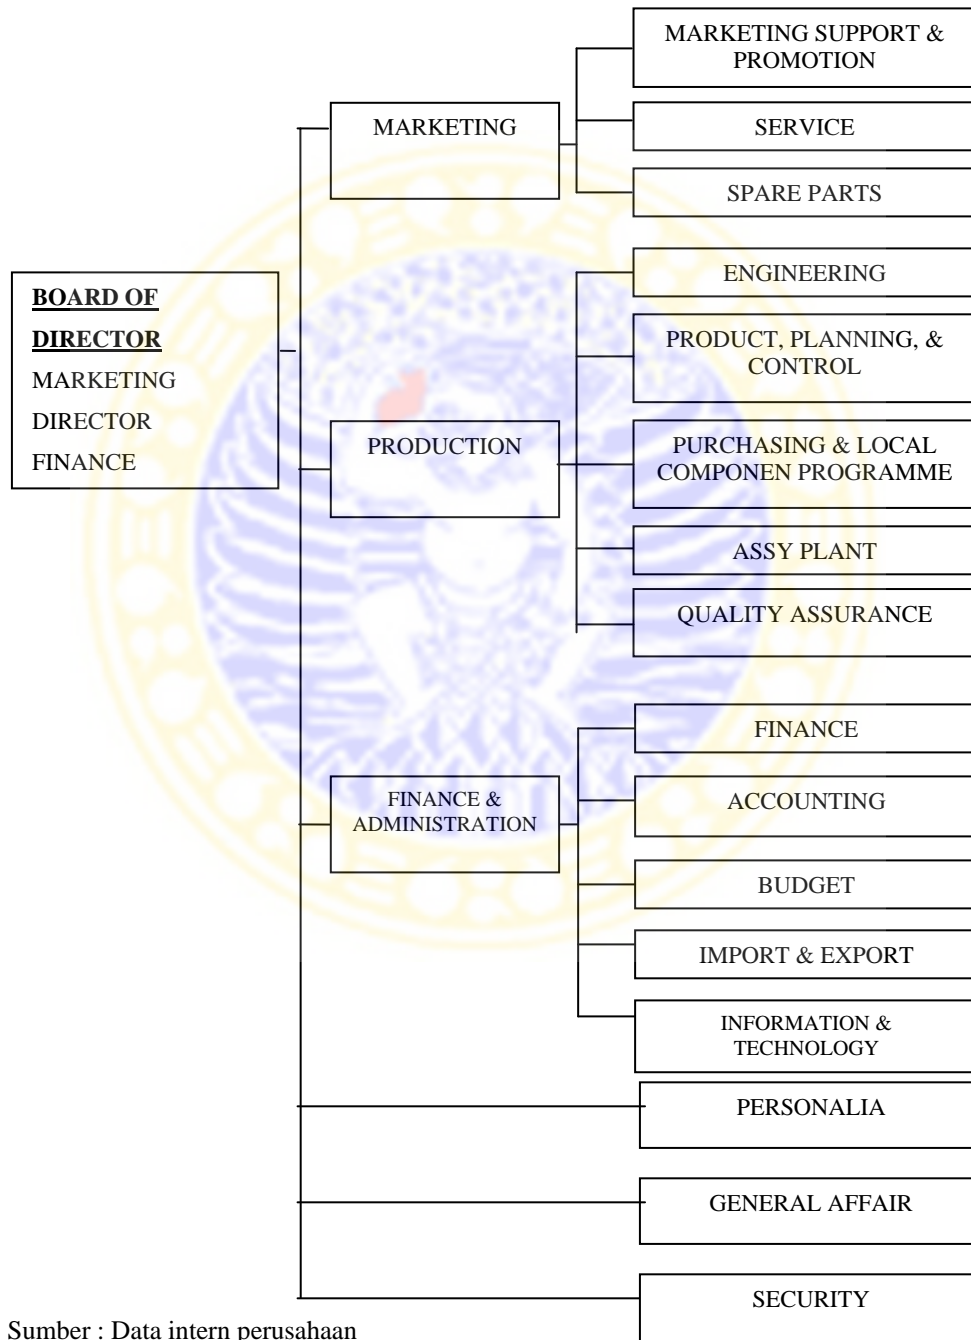 MARKETING SUPPORT &
PROMOTION
MARKETING
SERVICE
SPARE PARTS
BOARD OF
DIRECTOR
MARKETING
DIRECTOR
FINANCE
ENGINEERING
PRODUCT, PLANNING, &
CONTROL
PRODUCTION
PURCHASING & LOCAL
COMPONEN PROGRAMME
ASSY PLANT
QUALITY ASSURANCE
FINANCE
FINANCE &
ADMINISTRATION
ACCOUNTING
BUDGET
IMPORT & EXPORT
INFORMATION &
TECHNOLOGY
PERSONALIA
GENERAL AFFAIR
SECURITY
Sumber : Data intern perusahaan